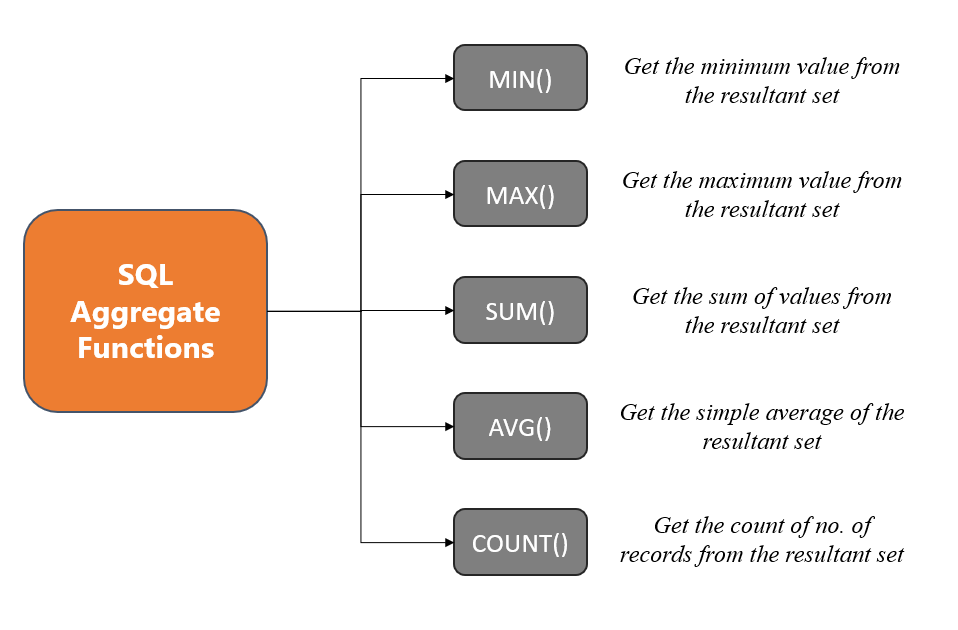 SQL
Aggregate
Functions
MIN()
Get the minimum value from
the resultant set
MAX()
Get the maximum value from
the resultant set
SUM()
Get the sum of values from
the resultant set
AVG()
Get the simple average of the
resultant set
COUNT()
Get the count of no. of
records from the resultant set